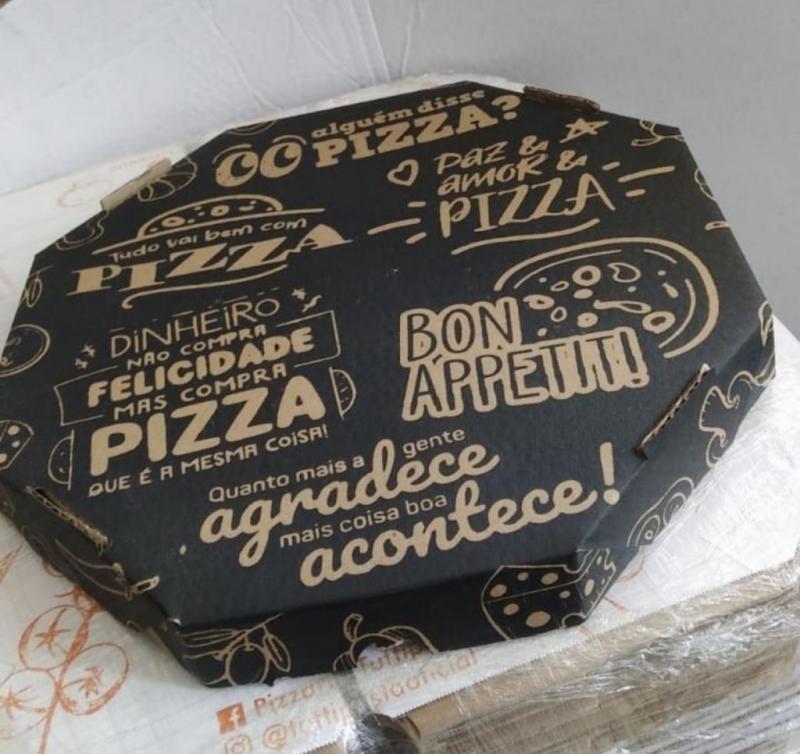 alguém disse
PIZZA?
paz &
amor &
PIZZA
Tudo vai bem com
PIZZA
DINHEIRO
NÃO COMPRA
FELICIDADE
MAS COMPRA
PIZZA
QUE É A MESMA COISA!
BON
APPETIT!
Quanto mais a gente
agradece
mais coisa boa
acontece!